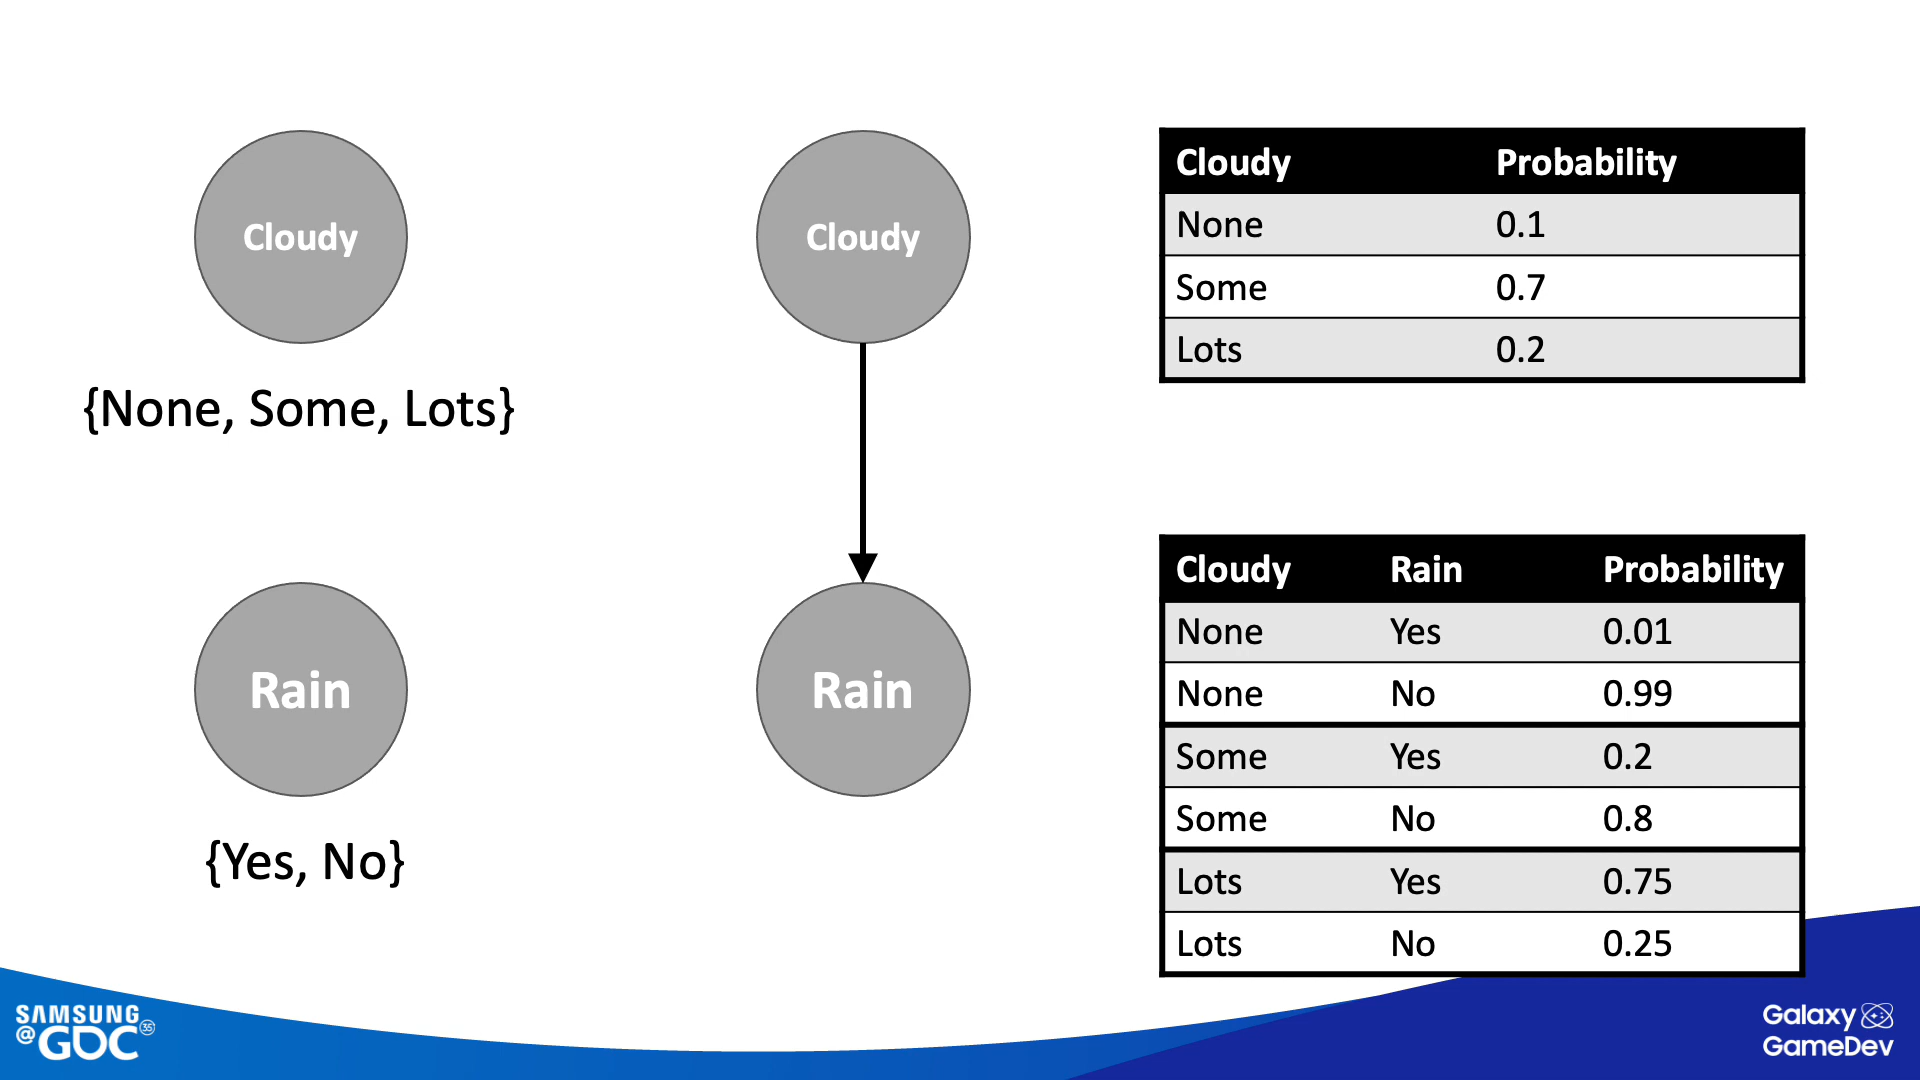 Cloudy
{None, Some, Lots}
Rain
{Yes, No}
Cloudy
Rain
Cloudy Probability
None 0.1
Some 0.7
Lots 0.2
Cloudy Rain Probability
None Yes 0.01
None No 0.99
Some Yes 0.2
Some No 0.8
Lots Yes 0.75
Lots No 0.25
SAMSUNG
@GDC 35
Galaxy
GameDev